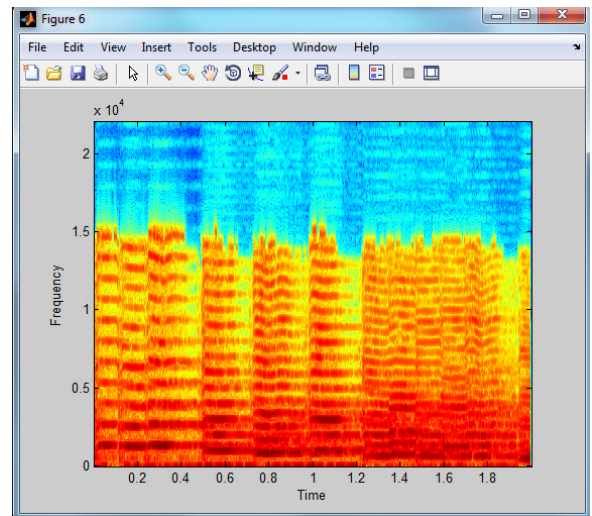 Figure 6
File Edit View Insert Tools Desktop Window Help
x 10^4
2
1.5
1
0.5
0
Frequency
0.2 0.4 0.6 0.8 1 1.2 1.4 1.6 1.8
Time